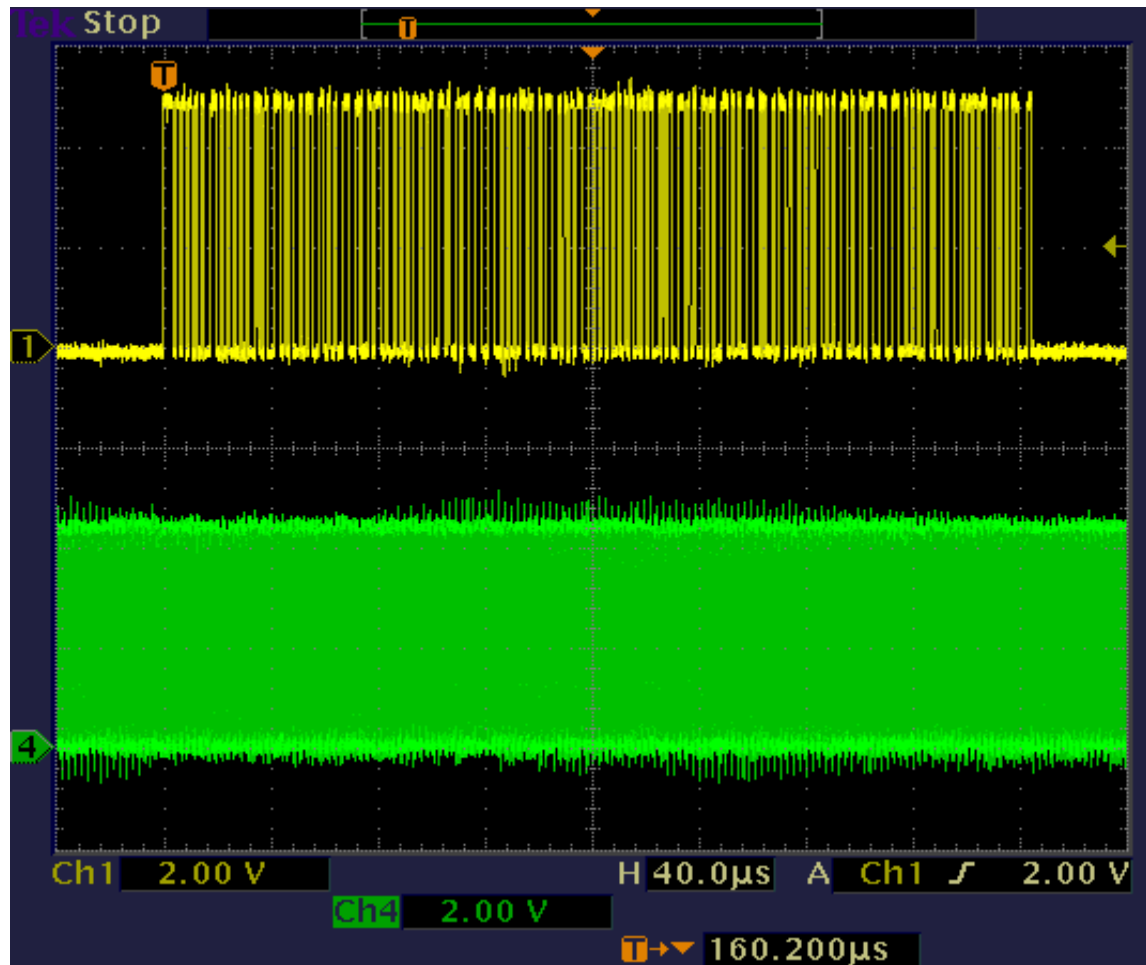 Tek Stop
T
T
1
4
Ch1 2.00 V H 40.0µs A Ch1 2.00 V
Ch4 2.00 V
T 160.200µs